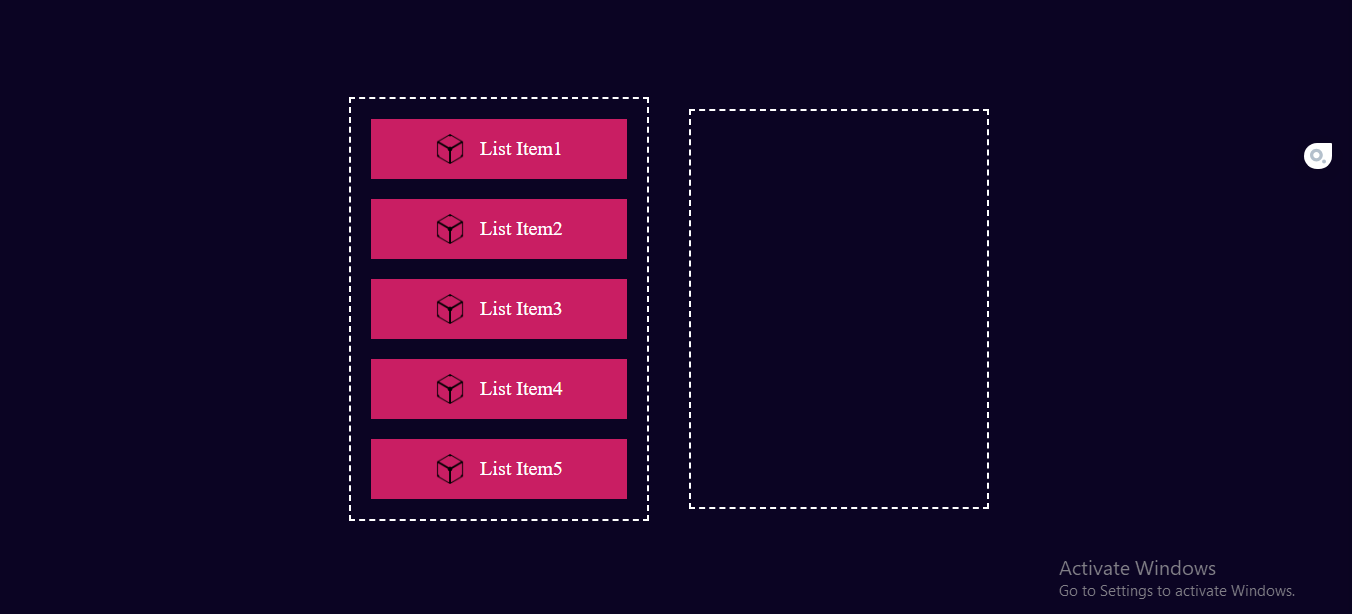 List Item1
List Item2
List Item3
List Item4
List Item5
Activate Windows
Go to Settings to activate Windows.